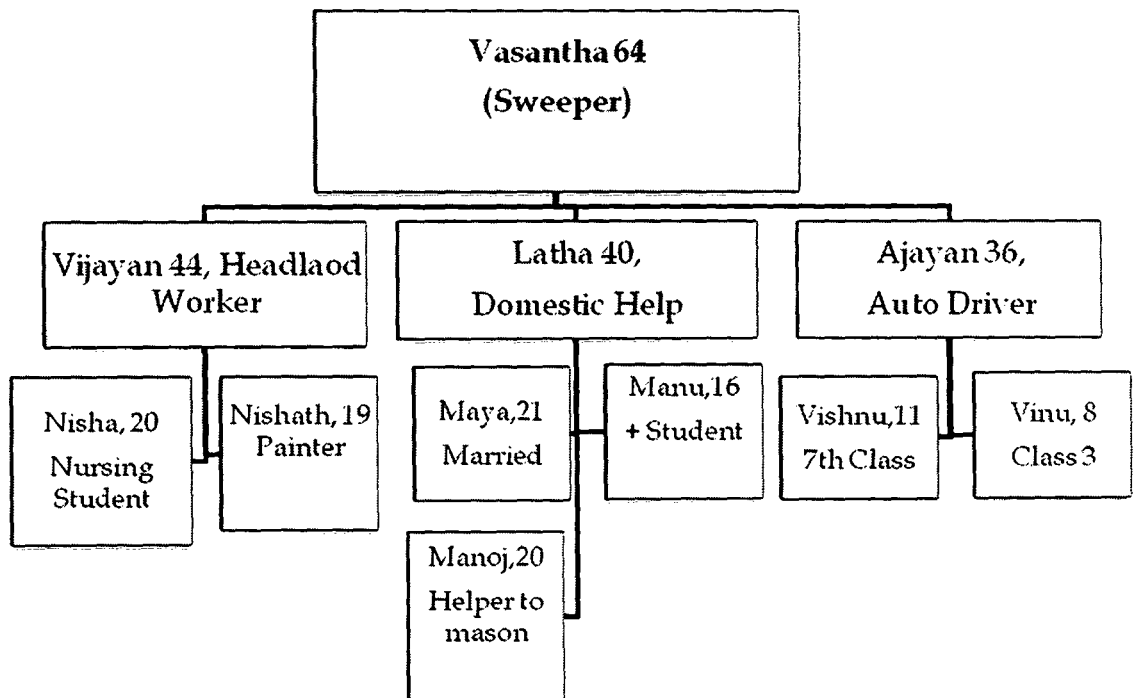 Vasantha 64
(Sweeper)
Vijayan 44, Headlaod
Worker
Latha 40,
Domestic Help
Ajayan 36,
Auto Driver
Nisha, 20
Nursing
Student
Nishath, 19
Painter
Maya,21
Married
Manu,16
+ Student
Vishnu,11
7th Class
Vinu, 8
Class 3
Manoj,20
Helper to
mason